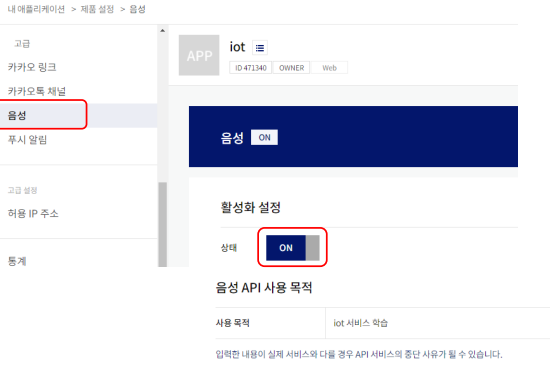 내 애플리케이션 > 제품 설정 > 음성
고급
카카오 링크
카카오톡 채널
음성
푸시 알림
고급 설정
허용 IP 주소
통계
APP
iot
ID 471340 OWNER Web
음성 ON
활성화 설정
상태 ON
음성 API 사용 목적
사용 목적 iot 서비스 학습
입력한 내용이 실제 서비스와 다를 경우 API 서비스의 중단 사유가 될 수 있습니다.